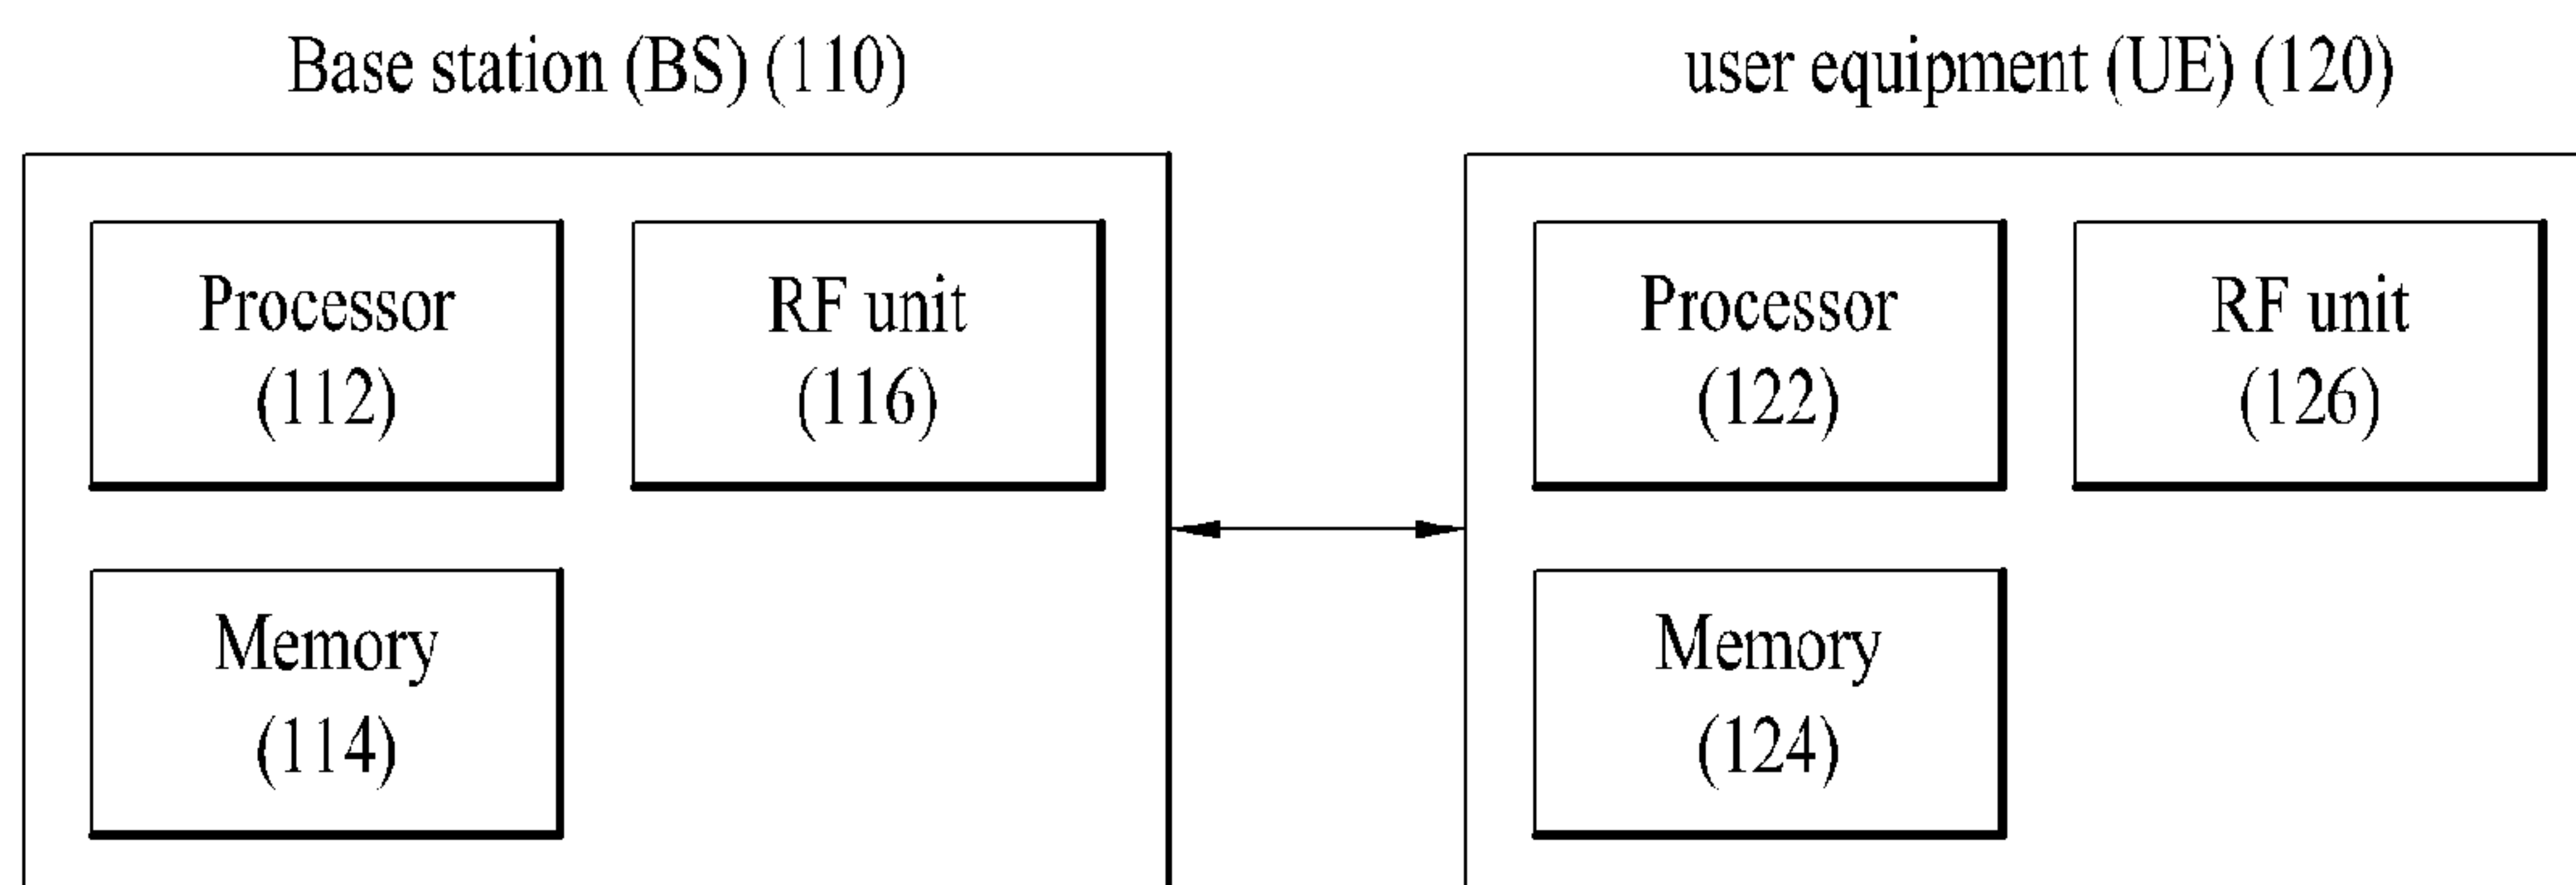 Base station (BS) (110)
user equipment (UE) (120)
Processor
(112)
RF unit
(116)
Processor
(122)
RF unit
(126)
Memory
(114)
Memory
(124)